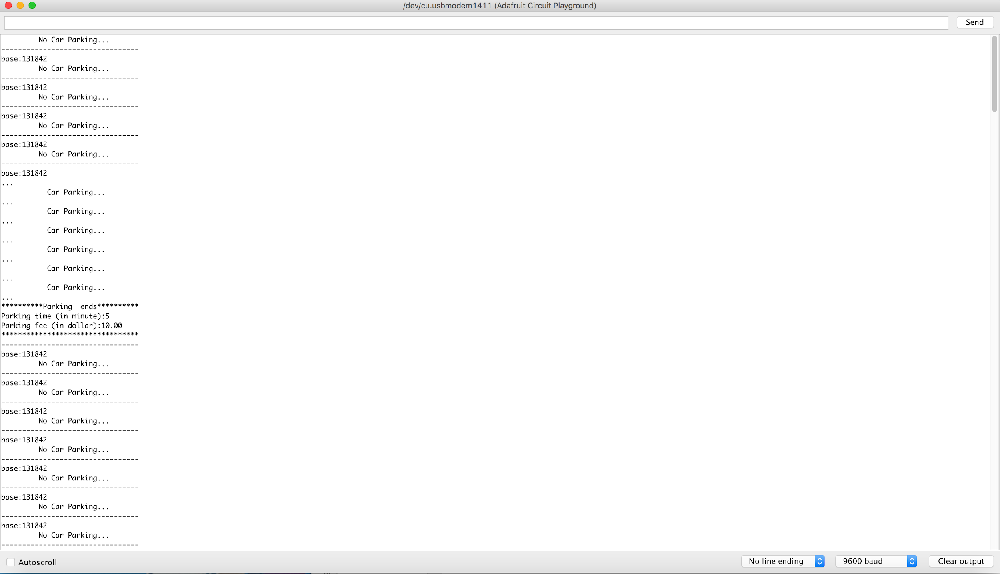 /dev/cu.usbmodem1411 (Adafruit Circuit Playground)
Send
No Car Parking...
---------------------------------
base:131842
No Car Parking...
---------------------------------
base:131842
No Car Parking...
---------------------------------
base:131842
No Car Parking...
---------------------------------
base:131842
No Car Parking...
---------------------------------
base:131842
...
Car Parking...
...
Car Parking...
...
Car Parking...
...
Car Parking...
...
Car Parking...
...
Car Parking...
...
**********Parking  ends**********
Parking time (in minute):5
Parking fee (in dollar):10.00
*********************************
---------------------------------
base:131842
No Car Parking...
---------------------------------
base:131842
No Car Parking...
---------------------------------
base:131842
No Car Parking...
---------------------------------
base:131842
No Car Parking...
---------------------------------
base:131842
No Car Parking...
---------------------------------
base:131842
No Car Parking...
---------------------------------
base:131842
No Car Parking...
---------------------------------
Autoscroll
No line ending
9600 baud
Clear output